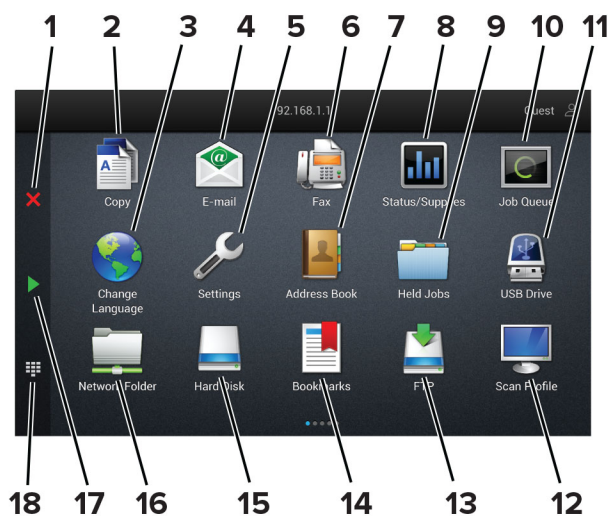 1 2 3 4 5 6 7 8 9 10 11
92.168.1.1
Guest
Copy E-mail Fax Status/Supplies Job Queue
Change
Language
Settings Address Book Held Jobs USB Drive
Network Folder Hard Disk Bookmarks FTP Scan Profile
18 17 16 15 14 13 12